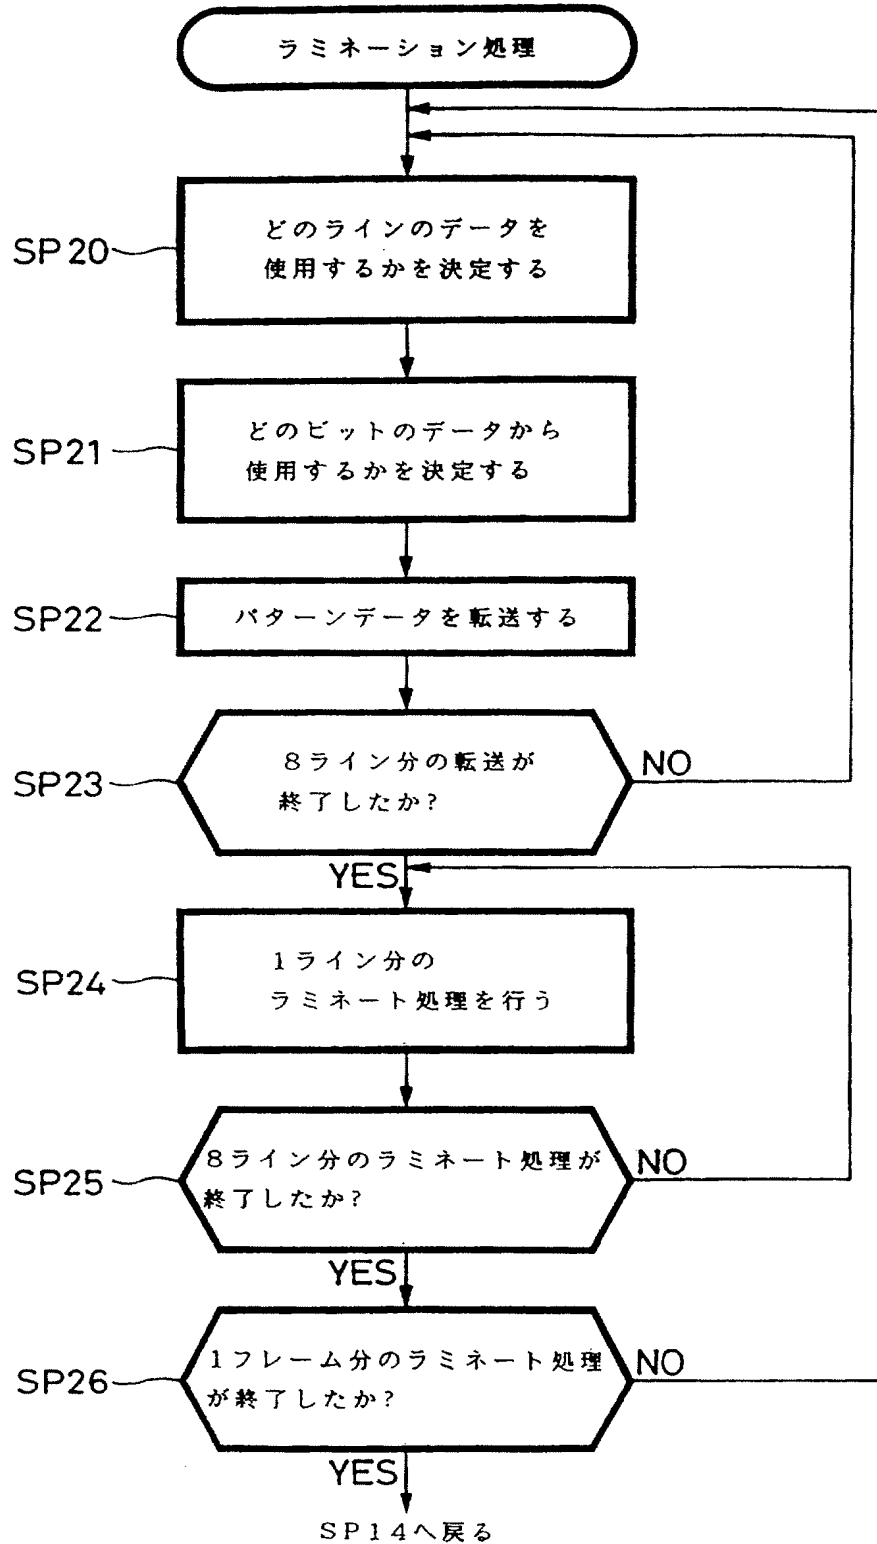 ラミネーション処理
SP20
どのラインのデータを
使用するかを決定する
SP21
どのビットのデータから
使用するかを決定する
SP22
パターンデータを転送する
SP23
8ライン分の転送が
終了したか?
NO
YES
SP24
1ライン分の
ラミネート処理を行う
SP25
8ライン分のラミネート処理が
終了したか?
NO
YES
SP26
1フレーム分のラミネート処理
が終了したか?
NO
YES
SP14へ戻る